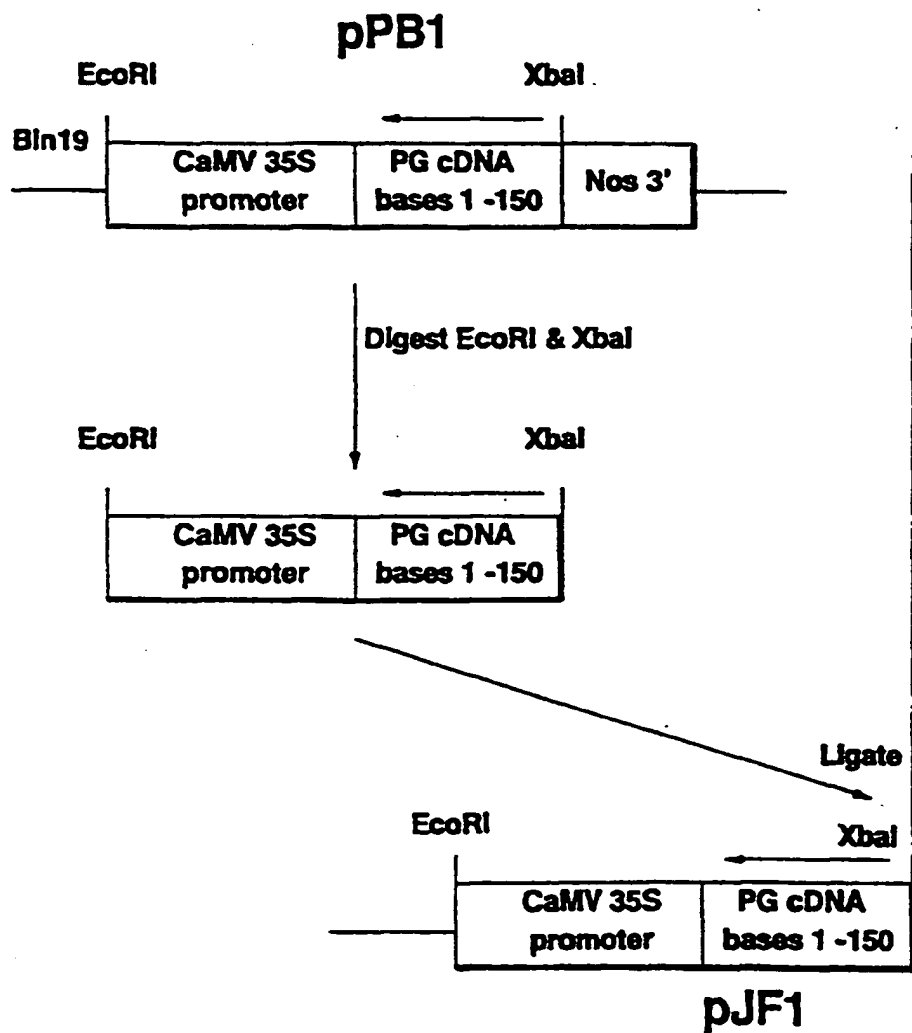 pPB1
EcoRI XbaI
Bin19
CaMV 35S PG cDNA Nos 3'
promoter bases 1 -150
Digest EcoRI & XbaI
EcoRI XbaI
CaMV 35S PG cDNA
promoter bases 1 -150
Ligate
EcoRI XbaI
CaMV 35S PG cDNA
promoter bases 1 -150
pJF1